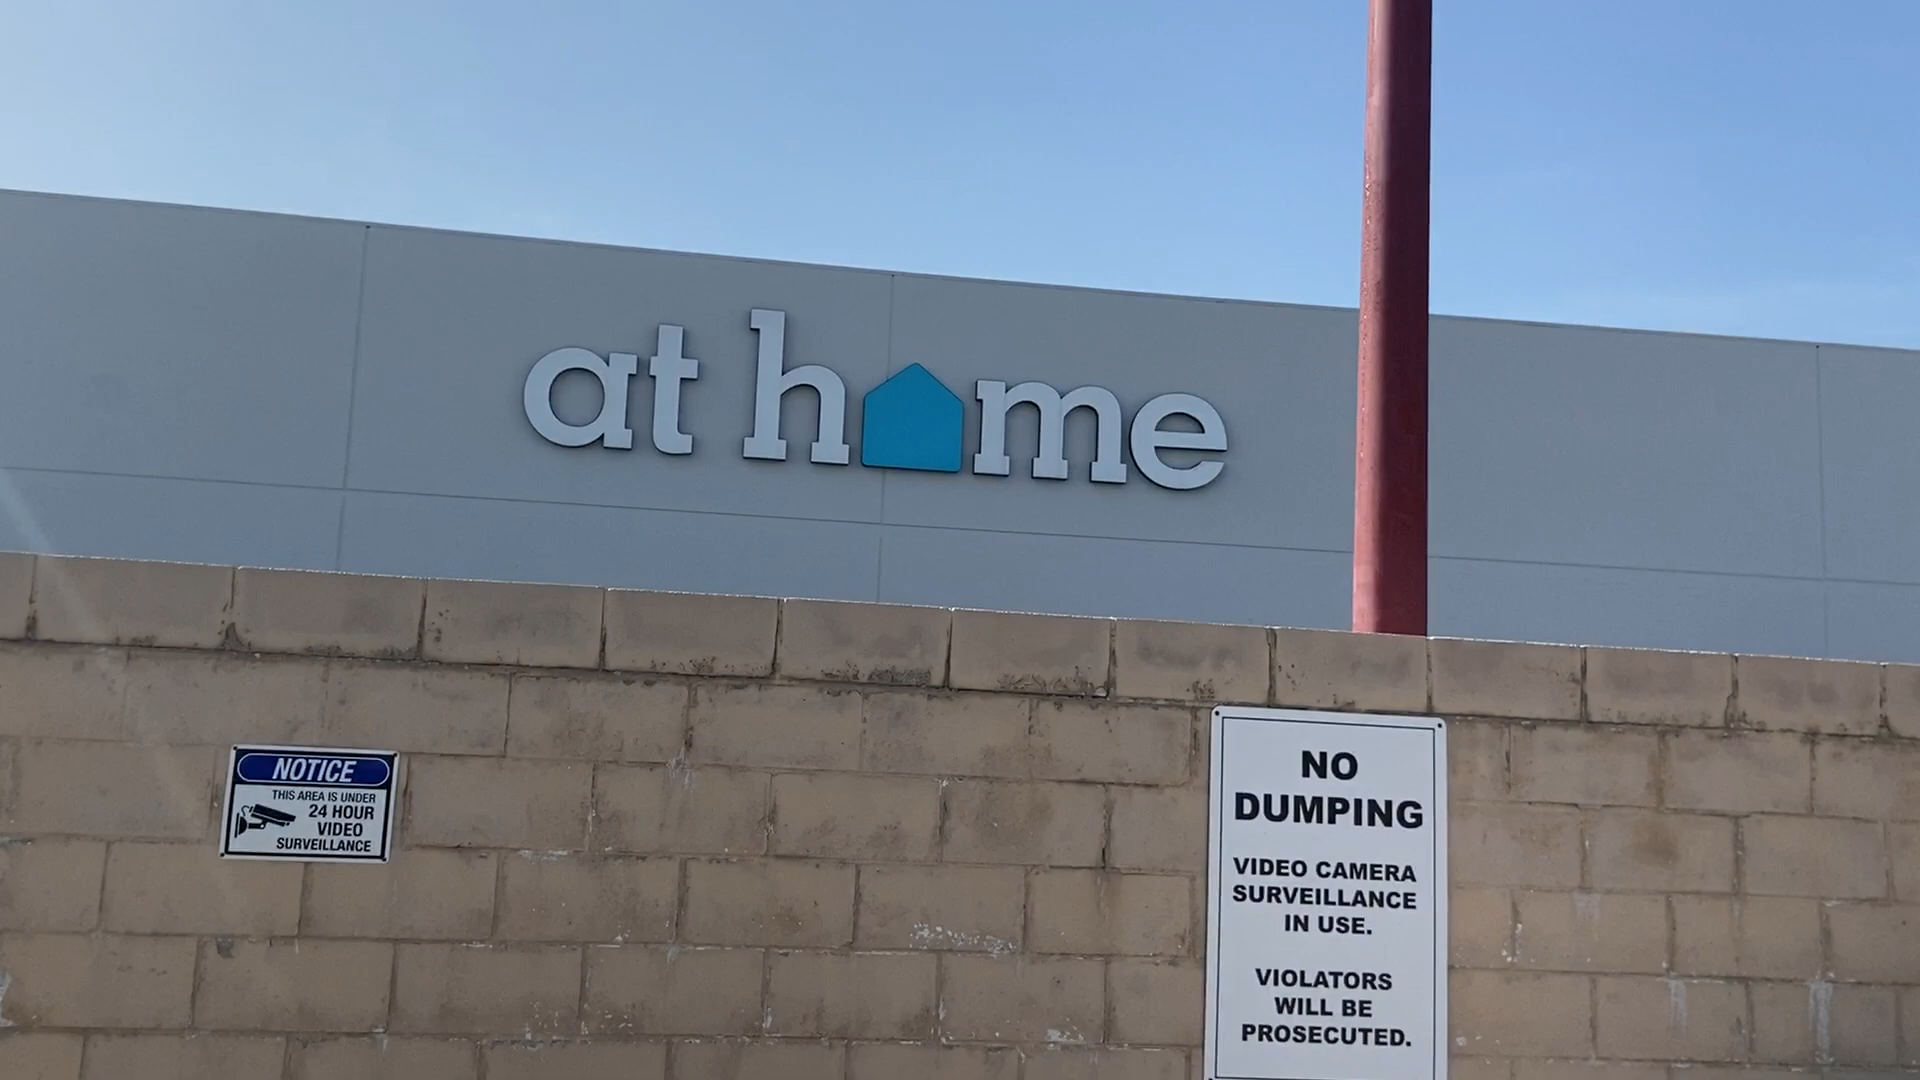 at home
NOTICE
THIS AREA IS UNDER
24 HOUR
VIDEO
SURVEILLANCE
NO
DUMPING
VIDEO CAMERA
SURVEILLANCE
IN USE.
VIOLATORS
WILL BE
PROSECUTED.